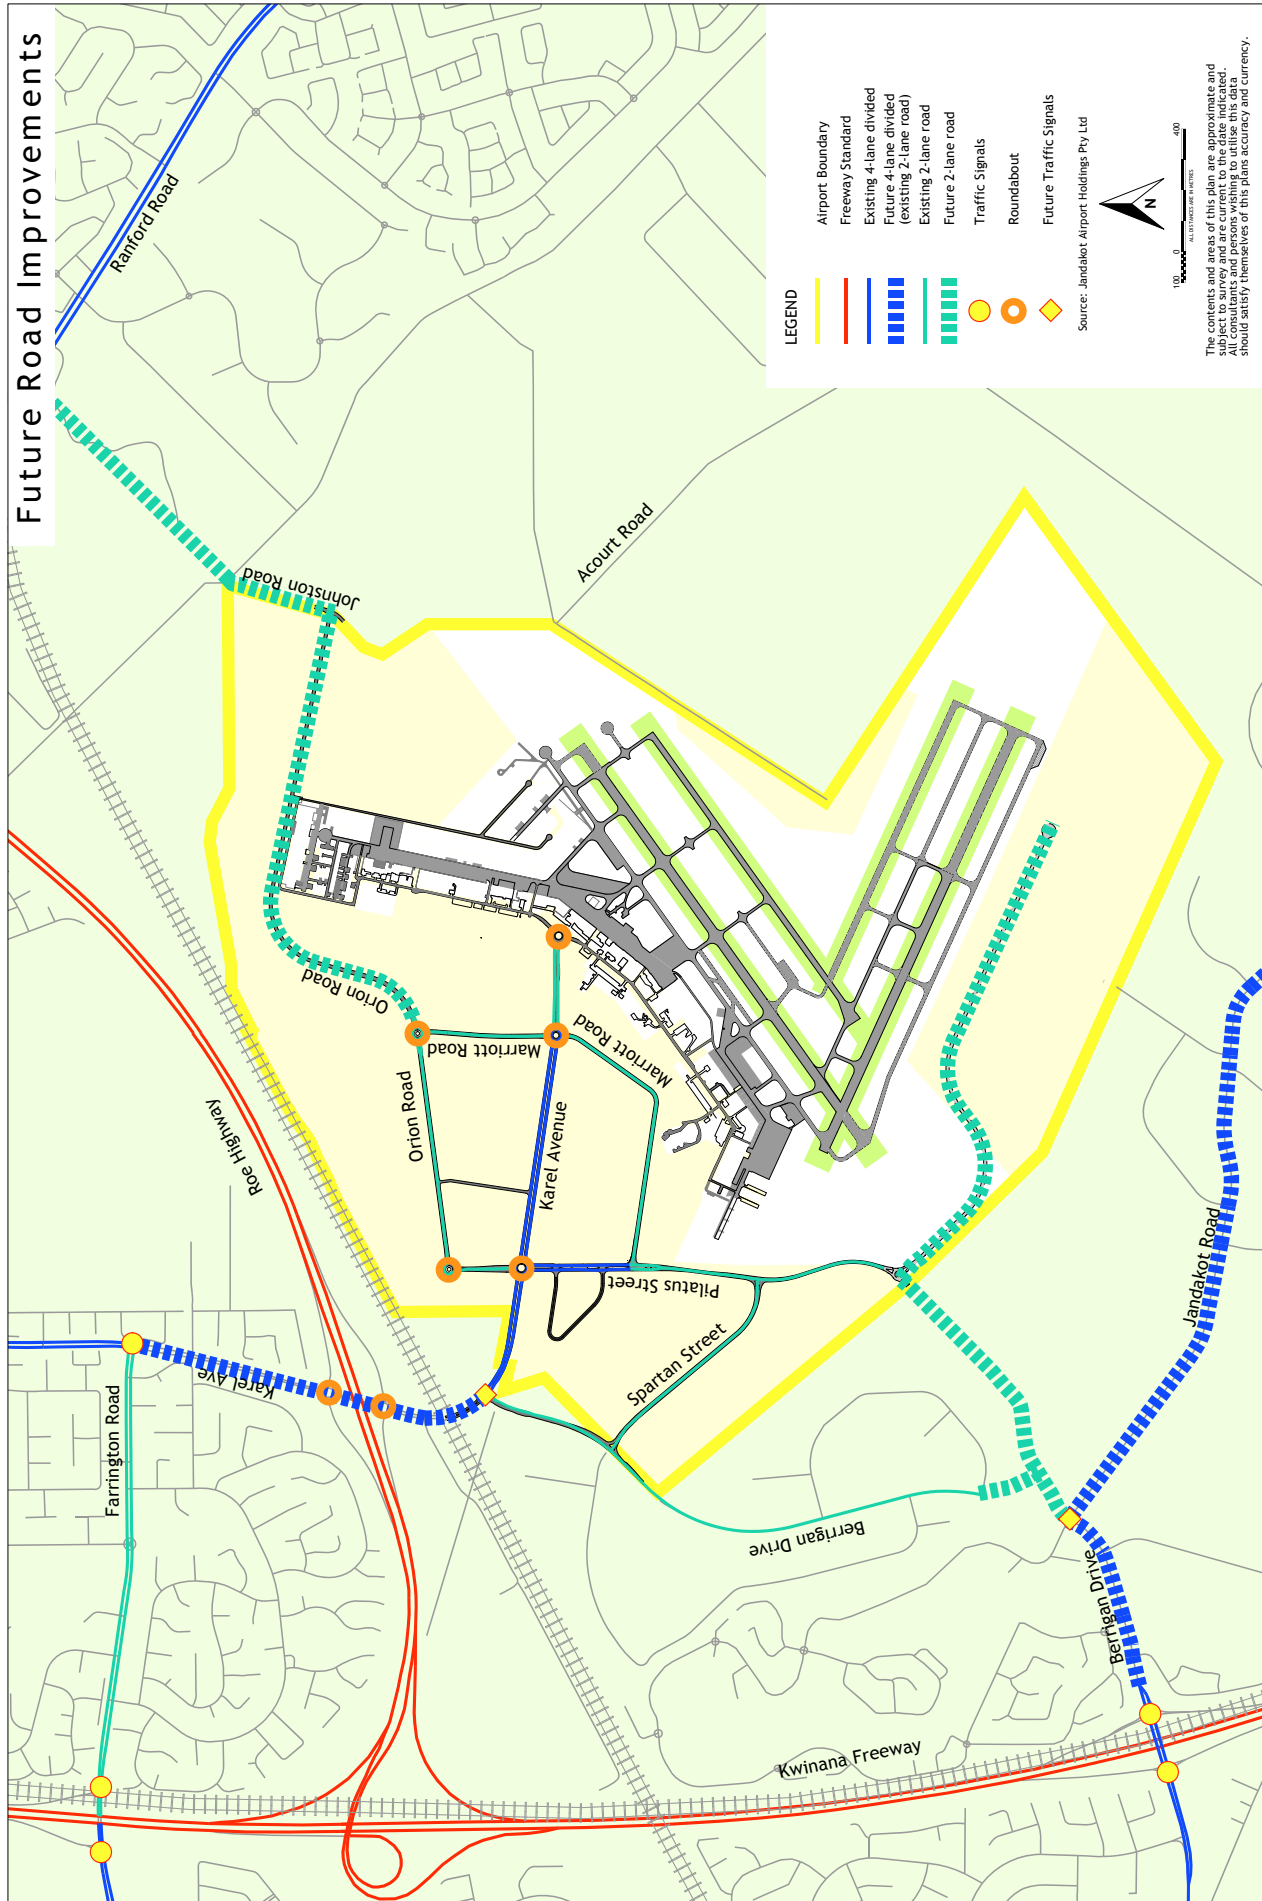 Future Road Improvements
Ranford Road
Johnston Road
Acourt Road
Orion Road
Roe Highway
Marriott Road
Marriott Road
Orion Road
Karel Avenue
Pilatus Street
Spartan Street
Karel Ave
Farrington Road
Berrigan Drive
Jandakot Road
Berrigan Drive
Kwinana Freeway
LEGEND
Airport Boundary
Freeway Standard
Existing 4-lane divided
Future 4-lane divided
(existing 2-lane road)
Existing 2-lane road
Future 2-lane road
Traffic Signals
Roundabout
Future Traffic Signals
Source: Jandakot Airport Holdings Pty Ltd
N
100 0 400
ALL DISTANCES ARE IN METRES
The contents and areas of this plan are approximate and
subject to survey and are current to the date indicated.
All consultants and persons wishing to utilise this data
should satisfy themselves of this plans accuracy and currency.